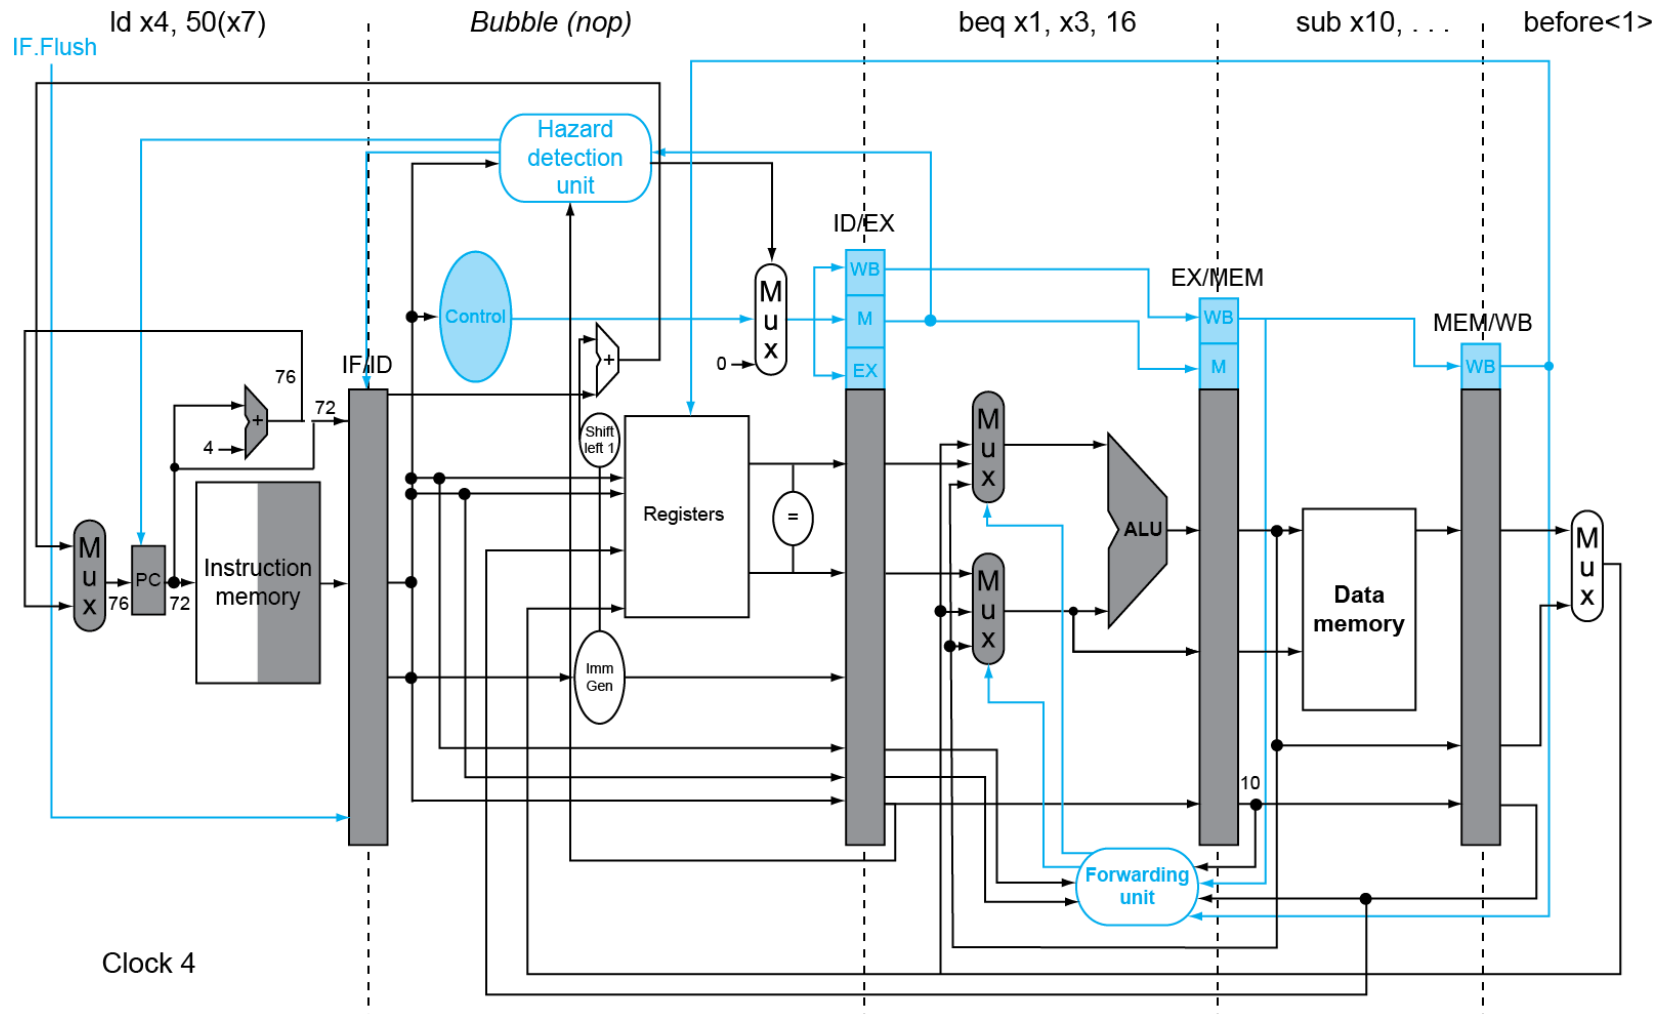 ld x4, 50(x7)
Bubble (nop)
beq x1, x3, 16
sub x10, . . .
before<1>
IF.Flush
Hazard
detection
unit
ID/EX
WB
M
EX
EX/MEM
WB
M
MEM/WB
WB
Control
M
u
x
0
+
IF/ID
76
72
+
4
Shift
left 1
Registers
=
M
u
x
ALU
M
u
x
PC
76
72
Instruction
memory
M
u
x
Data
memory
M
u
x
Imm
Gen
10
Forwarding
unit
Clock 4